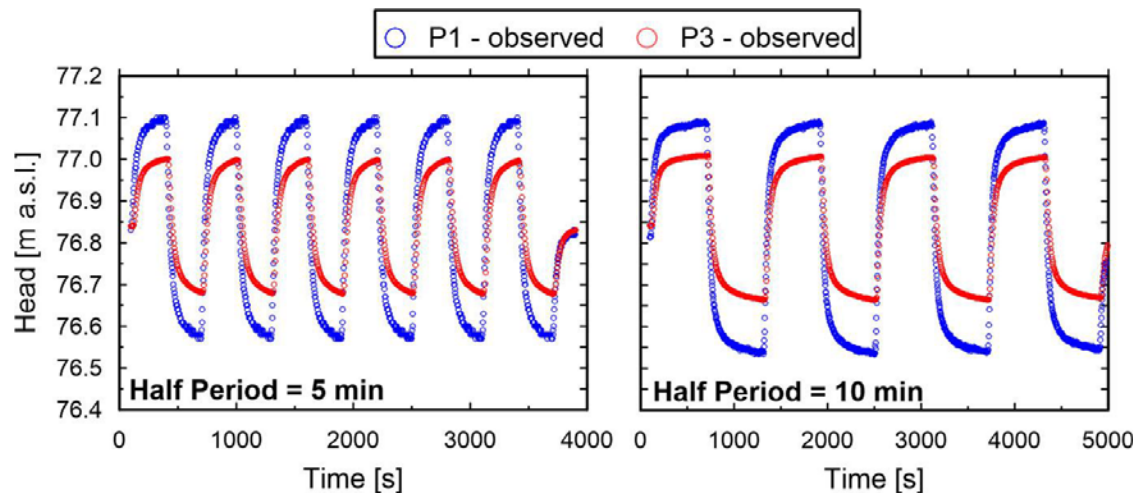 P1 - observed P3 - observed
77.2
77.1
77.0
76.9
76.8
76.7
76.6
76.5
76.4
Head [m a.s.l.]
Half Period = 5 min
0 1000 2000 3000 4000
Time [s]
Half Period = 10 min
0 1000 2000 3000 4000 5000
Time [s]